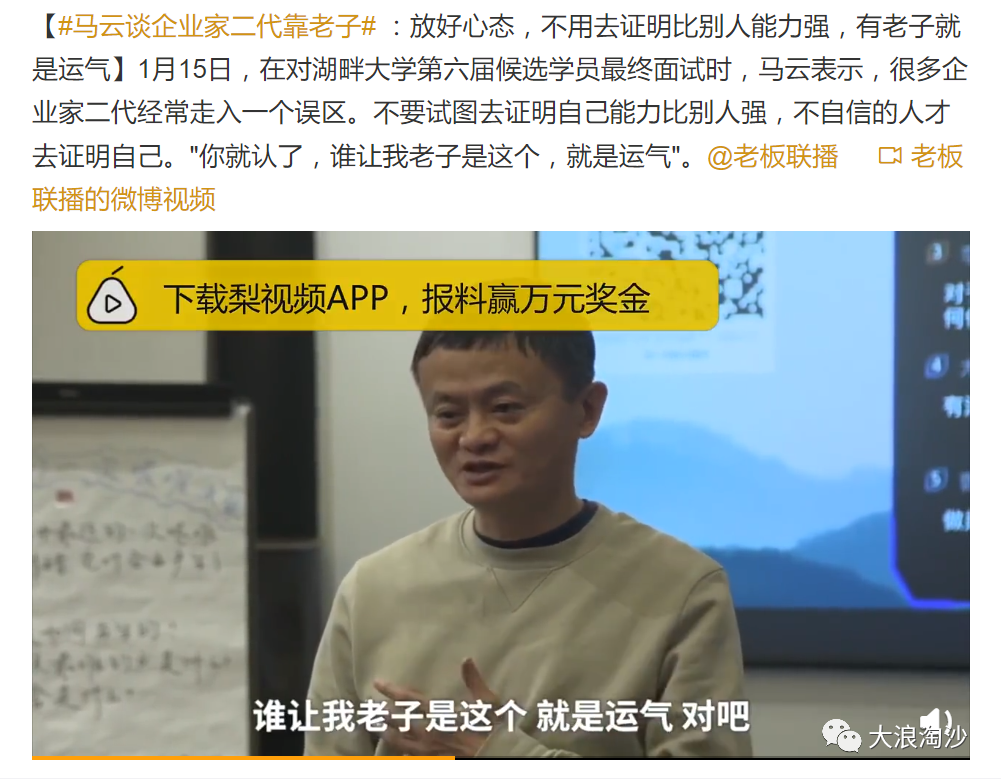 【#马云谈企业家二代靠老子# ：放好心态，不用去证明比别人能力强，有老子就
是运气】1月15日，在对湖畔大学第六届候选学员最终面试时，马云表示，很多企
业家二代经常走入一个误区。不要试图去证明自己能力比别人强，不自信的人才
去证明自己。"你就认了，谁让我老子是这个，就是运气"。@老板联播 老板
联播的微博视频
下载梨视频APP，报料赢万元奖金
3
对
何
4
有
5
做
谁让我老子是这个 就是运气 对吧
大浪淘沙